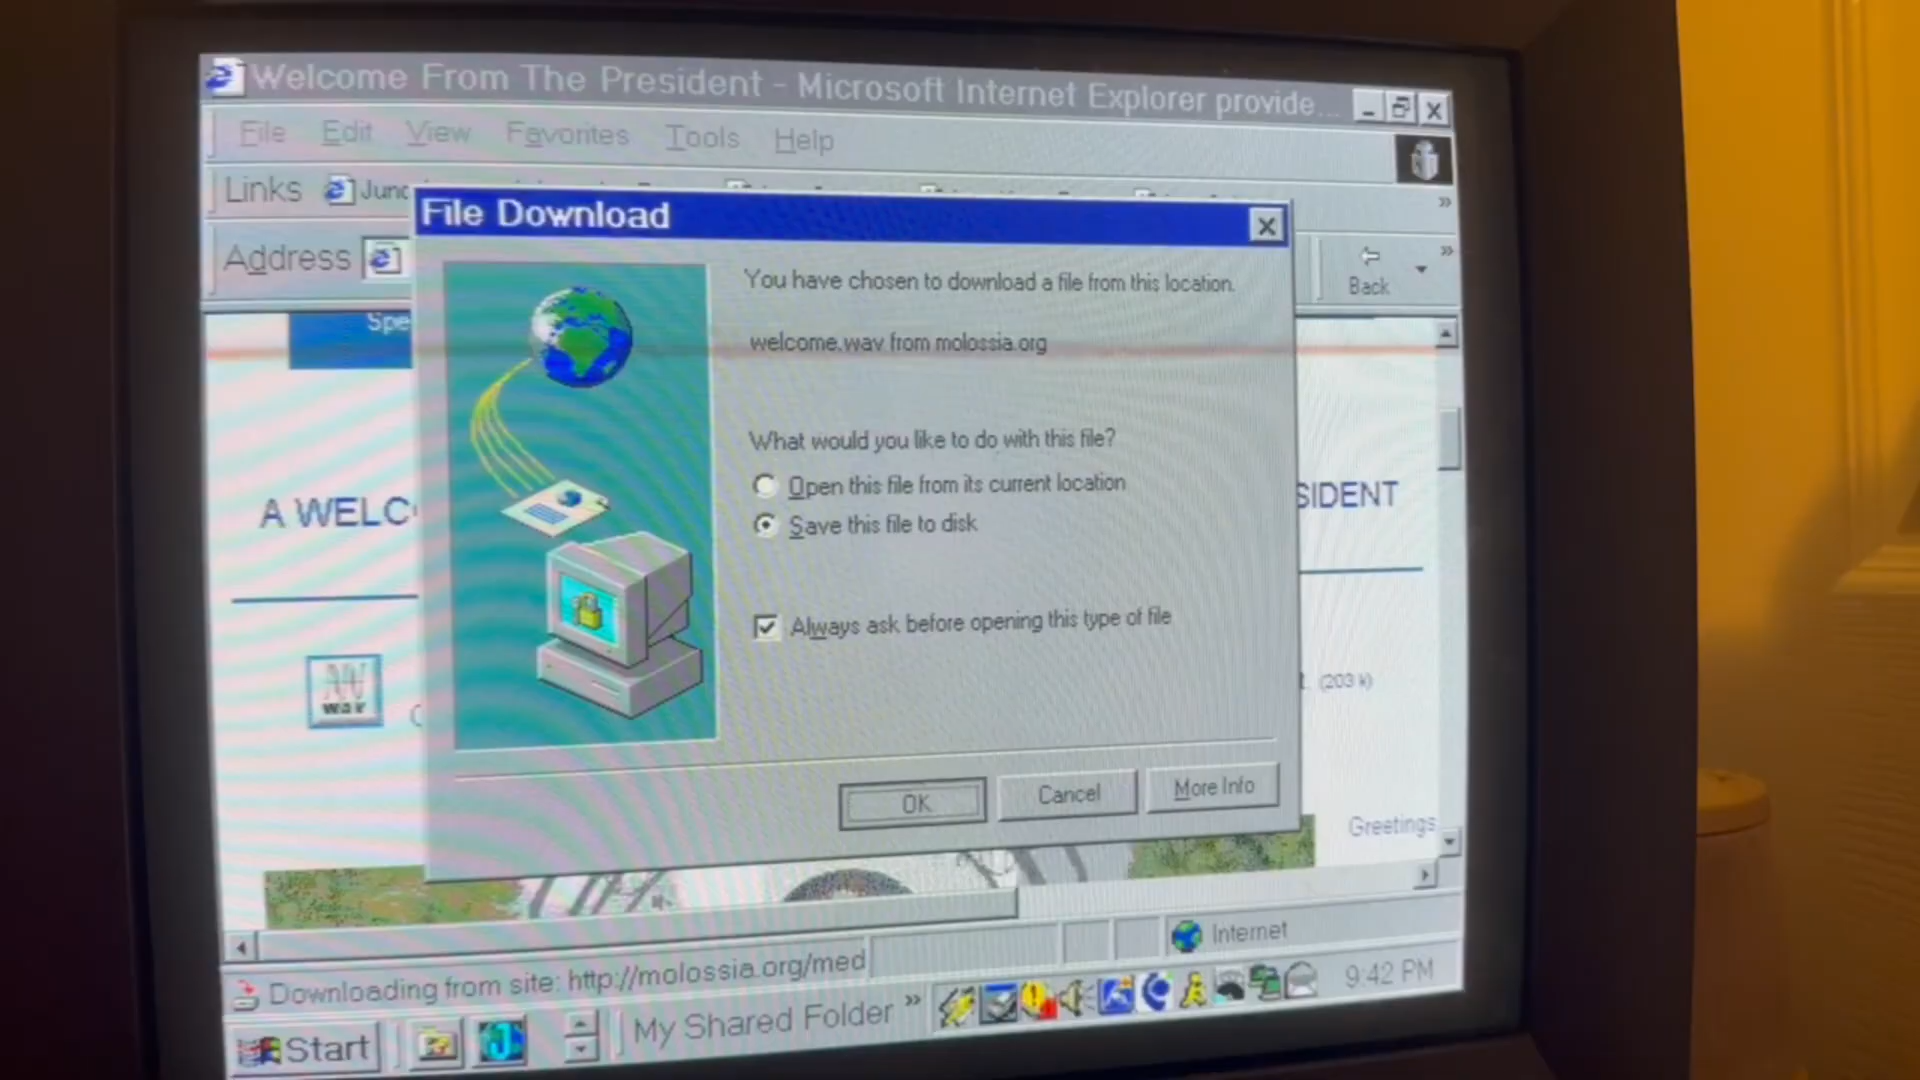 Welcome From The President - Microsoft Internet Explorer provide...
File Edit View Favorites Tools Help
Links Juno
File Download
Address
Back
You have chosen to download a file from this location.
welcome.wav from molossia.org
What would you like to do with this file?
Open this file from its current location
Save this file to disk
Always ask before opening this type of file
OK Cancel More Info
Spe
A WELC
SIDENT
WAV
(203 k)
Greetings
Internet
Downloading from site: http://molossia.org/med
Start My Shared Folder » 9:42 PM